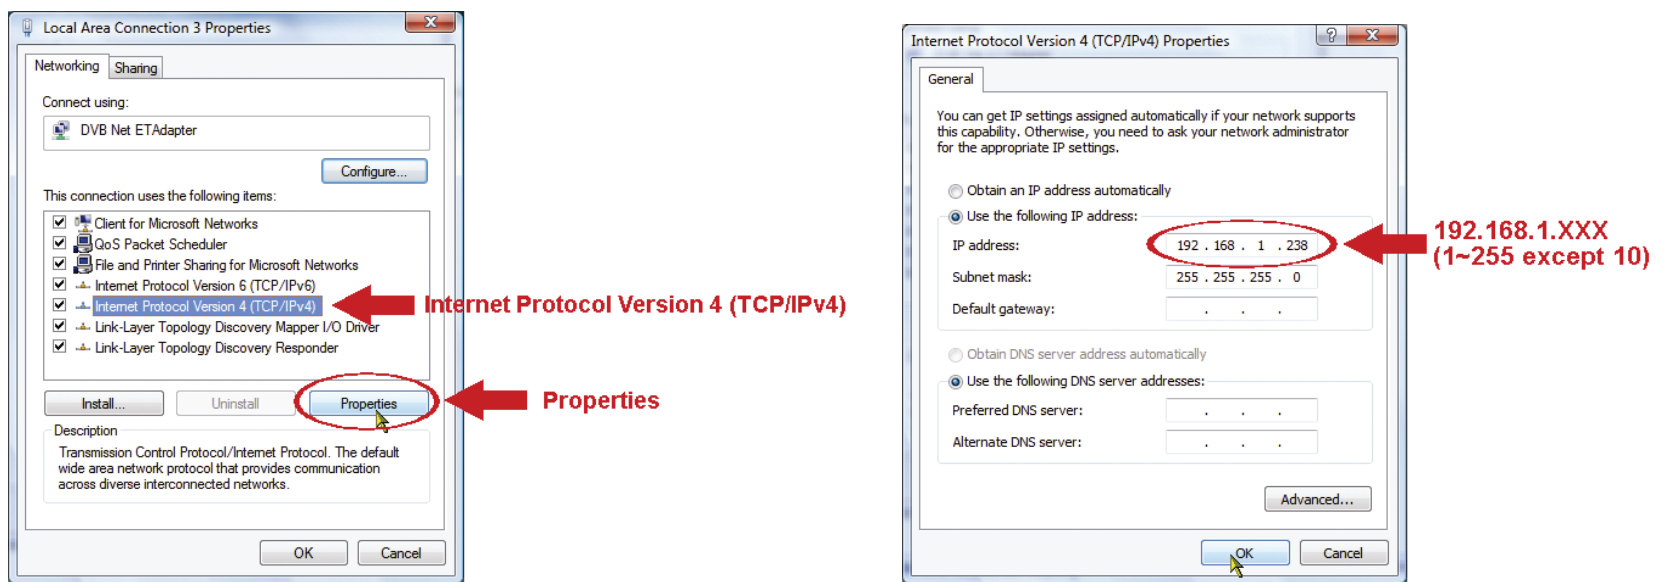 Local Area Connection 3 Properties
Networking
Sharing
Connect using:
DVB Net ETAdapter
Configure...
This connection uses the following items:
Client for Microsoft Networks
QoS Packet Scheduler
File and Printer Sharing for Microsoft Networks
Internet Protocol Version 6 (TCP/IPv6)
Internet Protocol Version 4 (TCP/IPv4)
Link-Layer Topology Discovery Mapper I/O Driver
Link-Layer Topology Discovery Responder
Install...
Uninstall
Properties
Description
Transmission Control Protocol/Internet Protocol. The default
wide area network protocol that provides communication
across diverse interconnected networks.
OK
Cancel
Internet Protocol Version 4 (TCP/IPv4)
Properties
Internet Protocol Version 4 (TCP/IPv4) Properties
General
You can get IP settings assigned automatically if your network supports
this capability. Otherwise, you need to ask your network administrator
for the appropriate IP settings.
Obtain an IP address automatically
Use the following IP address:
IP address: 192 . 168 . 1 . 238
Subnet mask: 255 . 255 . 255 . 0
Default gateway: . . .
Obtain DNS server address automatically
Use the following DNS server addresses:
Preferred DNS server: . . .
Alternate DNS server: . . .
Advanced...
OK
Cancel
192.168.1.XXX
(1~255 except 10)